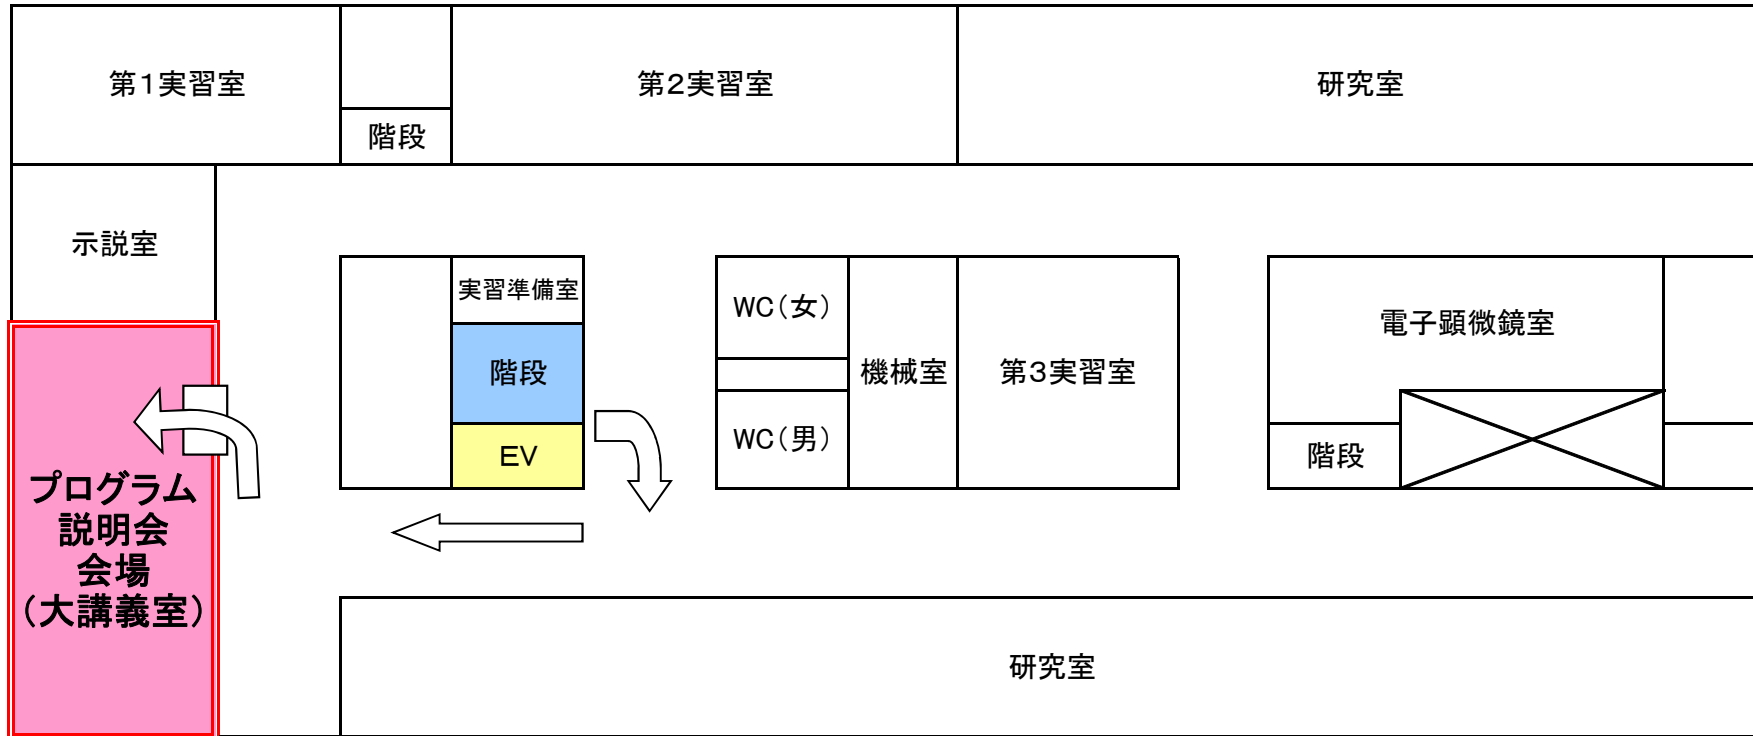 第1実習室
第2実習室
研究室
階段
示説室
実習準備室
階段
EV
WC(女)
WC(男)
機械室
第3実習室
電子顕微鏡室
階段
プログラム
説明会
会場
(大講義室)
研究室